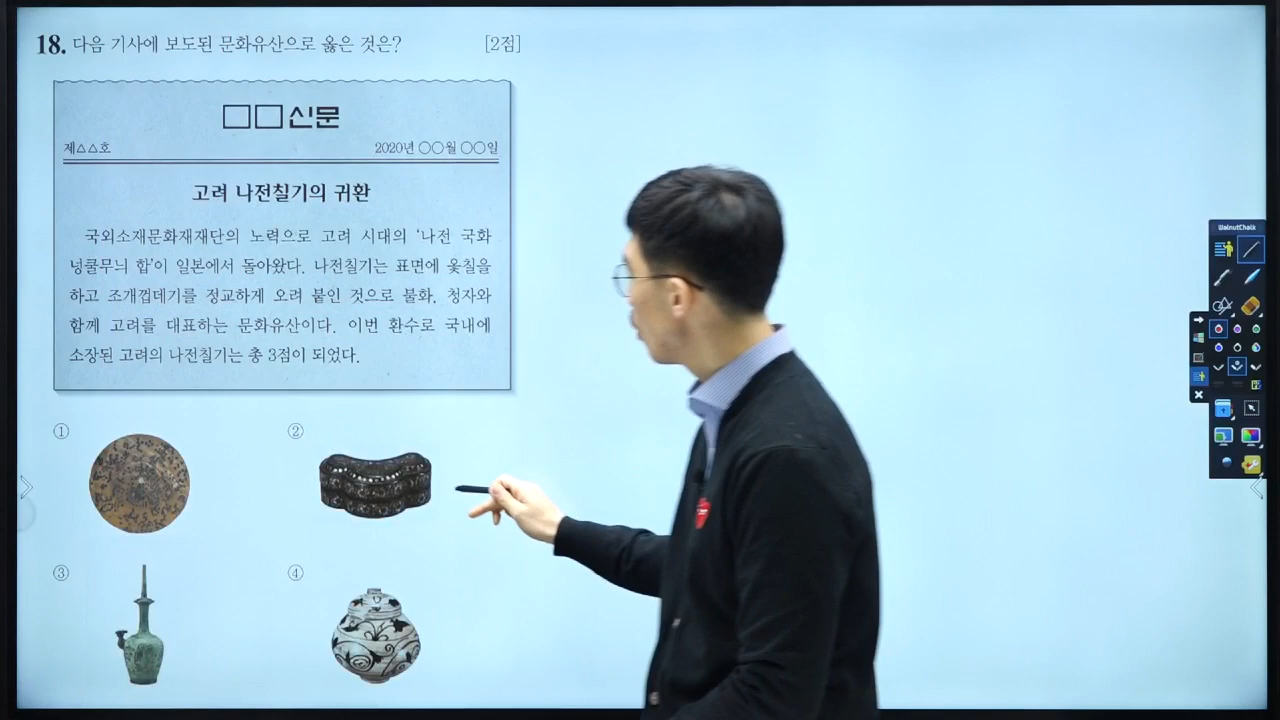 18. 다음 기사에 보도된 문화유산으로 옳은 것은? [2점]
□□신문
제△△호 2020년 ○○월 ○○일
고려 나전칠기의 귀환
국외소재문화재재단의 노력으로 고려 시대의 '나전 국화
넝쿨무늬 합'이 일본에서 돌아왔다. 나전칠기는 표면에 옻칠을
하고 조개껍데기를 정교하게 오려 붙인 것으로 불화, 청자와
함께 고려를 대표하는 문화유산이다. 이번 환수로 국내에
소장된 고려의 나전칠기는 총 3점이 되었다.
① ②
③ ④
WalnutChalk